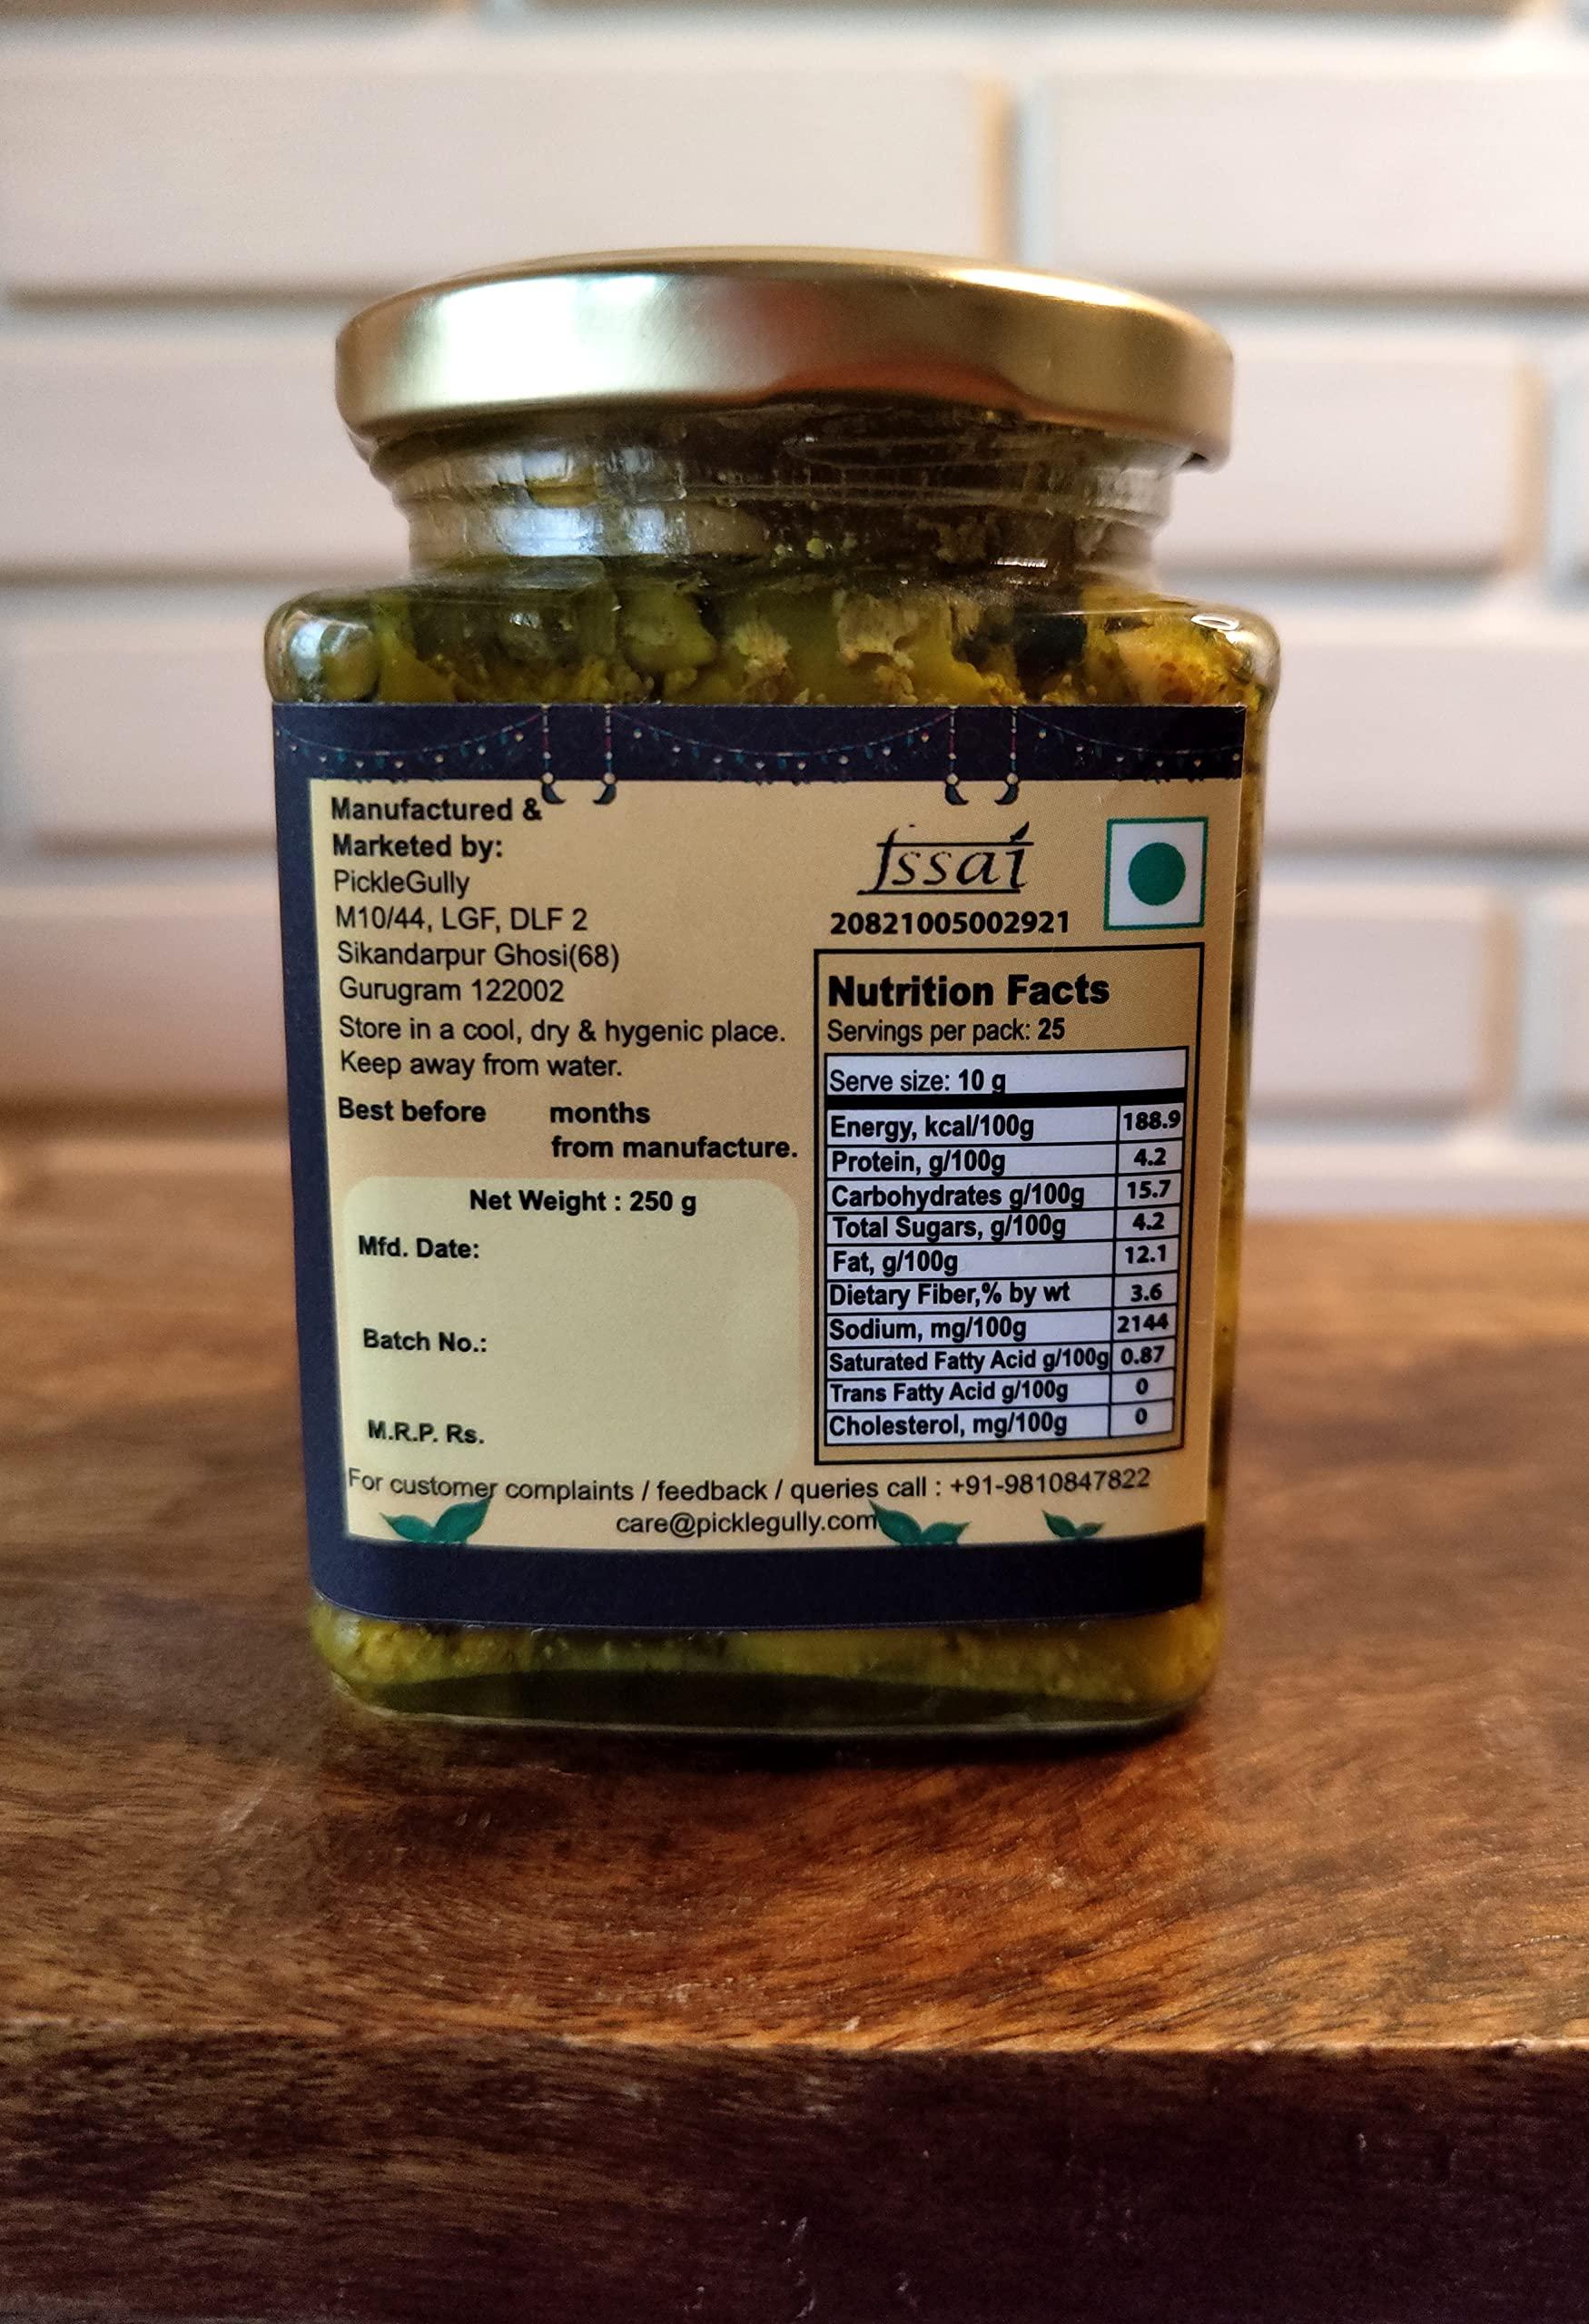 Manufactured &
Marketed by:
PickleGully
M10/44, LGF, DLF 2
Sikandarpur Ghosi(68)
Gurugram 122002
Store in a cool, dry & hygenic place.
Keep away from water.
Best before months
from manufacture.
Net Weight : 250 g
Mfd. Date:
Batch No.:
M.R.P. Rs.
fssai
20821005002921
Nutrition Facts
Servings per pack: 25
Serve size: 10 g
Energy, kcal/100g 188.9
Protein, g/100g 4.2
Carbohydrates g/100g 15.7
Total Sugars, g/100g 4.2
Fat, g/100g 12.1
Dietary Fiber,% by wt 3.6
Sodium, mg/100g 2144
Saturated Fatty Acid g/100g 0.87
Trans Fatty Acid g/100g 0
Cholesterol, mg/100g 0
For customer complaints / feedback / queries call : +91-9810847822
care@picklegully.com